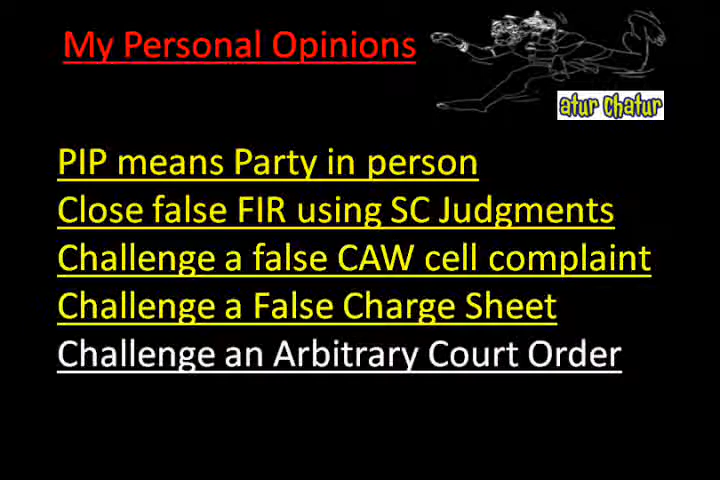 My Personal Opinions
atur Chatur
PIP means Party in person
Close false FIR using SC Judgments
Challenge a false CAW cell complaint
Challenge a False Charge Sheet
Challenge an Arbitrary Court Order